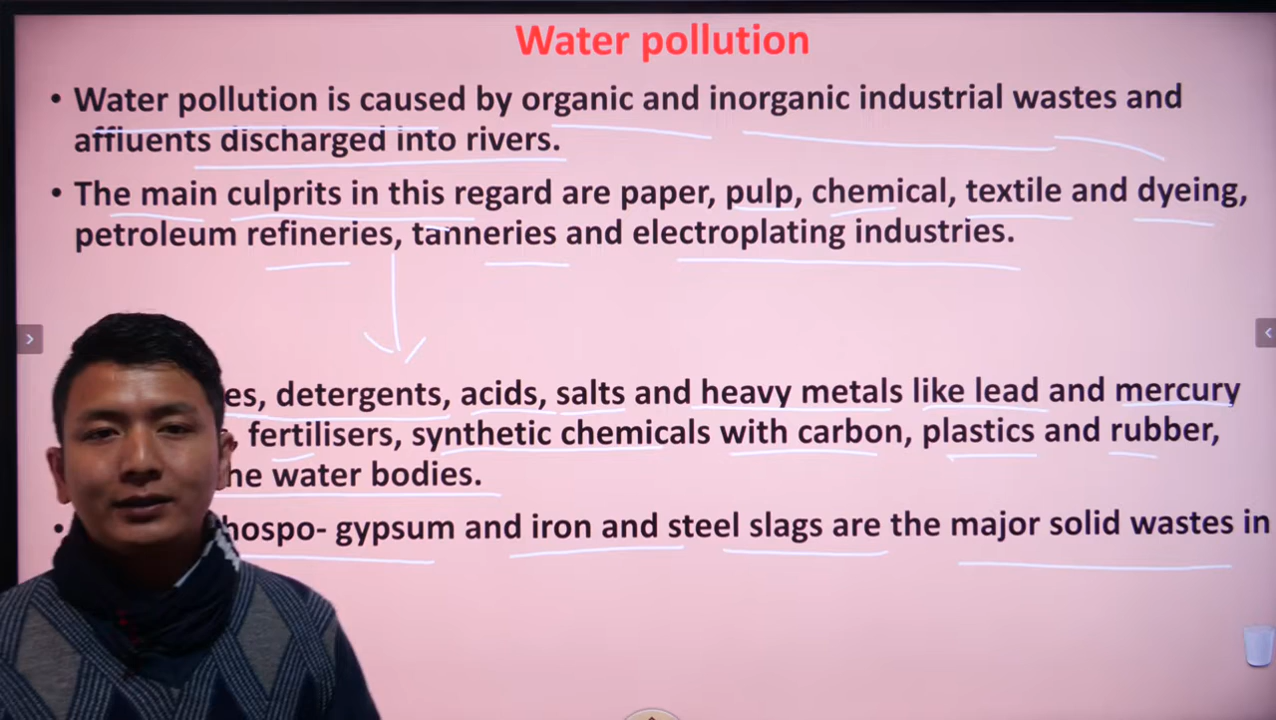 Water pollution
• Water pollution is caused by organic and inorganic industrial wastes and
affluents discharged into rivers.
• The main culprits in this regard are paper, pulp, chemical, textile and dyeing,
petroleum refineries, tanneries and electroplating industries.
es, detergents, acids, salts and heavy metals like lead and mercury
, fertilisers, synthetic chemicals with carbon, plastics and rubber,
he water bodies.
• hospo- gypsum and iron and steel slags are the major solid wastes in